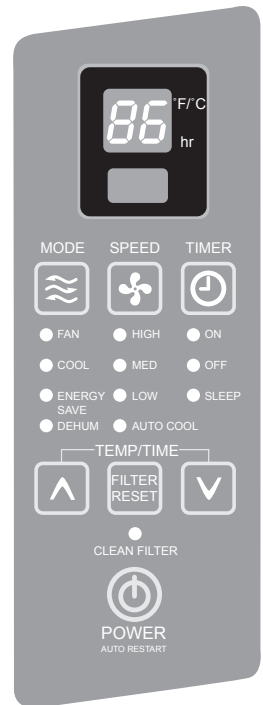 86 °F/°C
hr
MODE SPEED TIMER
FAN HIGH ON
COOL MED OFF
ENERGY LOW SLEEP
SAVE
DEHUM AUTO COOL
TEMP/TIME
FILTER
RESET
CLEAN FILTER
POWER
AUTO RESTART